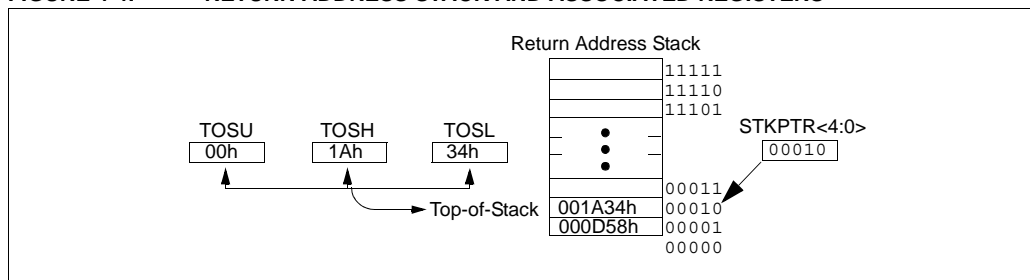 Return Address Stack
11111
11110
11101
TOSU TOSH TOSL
00h 1Ah 34h
STKPTR<4:0>
00010
00011
Top-of-Stack 001A34h 00010
000D58h 00001
00000